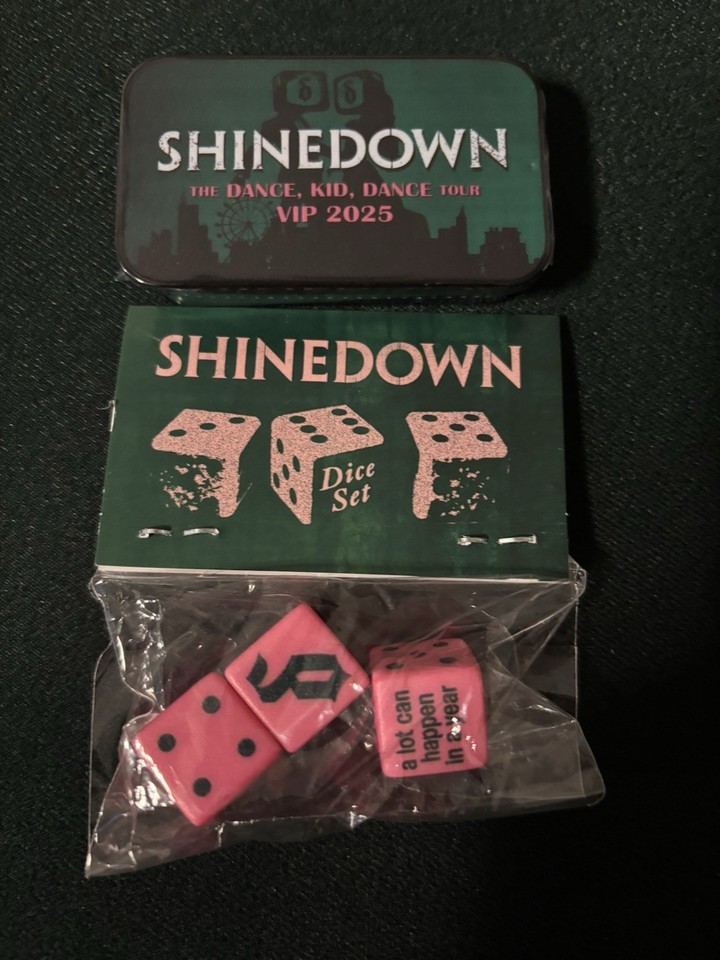 SHINEDOWN
THE DANCE, KID, DANCE TOUR
VIP 2025
SHINEDOWN
Dice
Set
a lot can
happen
in a year